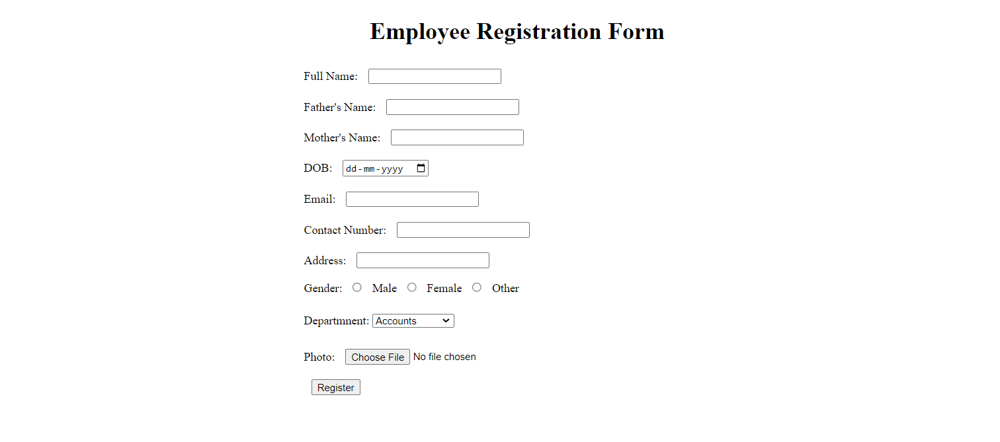 Employee Registration Form
Full Name:
Father's Name:
Mother's Name:
DOB: dd-mm-yyyy
Email:
Contact Number:
Address:
Gender: Male Female Other
Departmnent: Accounts
Photo: Choose File No file chosen
Register